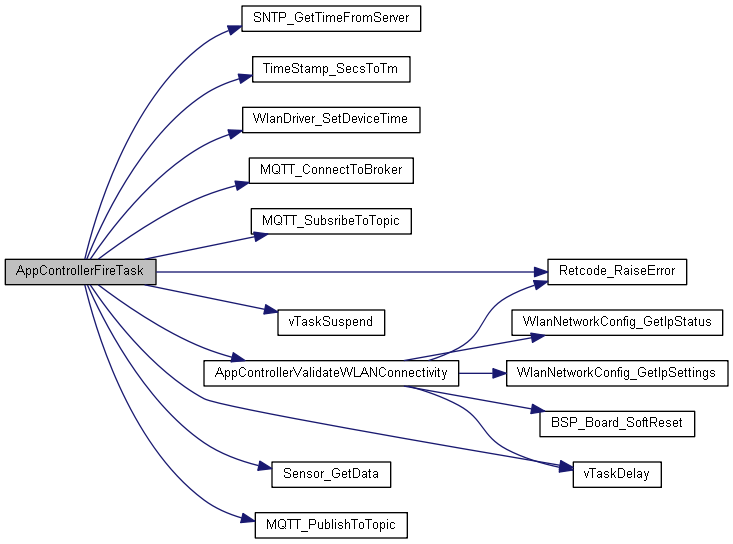 SNTP_GetTimeFromServer
TimeStamp_SecsToTm
WlanDriver_SetDeviceTime
MQTT_ConnectToBroker
MQTT_SubsribeToTopic
AppControllerFireTask
Retcode_RaiseError
vTaskSuspend
WlanNetworkConfig_GetIpStatus
AppControllerValidateWLANConnectivity
WlanNetworkConfig_GetIpSettings
BSP_Board_SoftReset
Sensor_GetData
vTaskDelay
MQTT_PublishToTopic